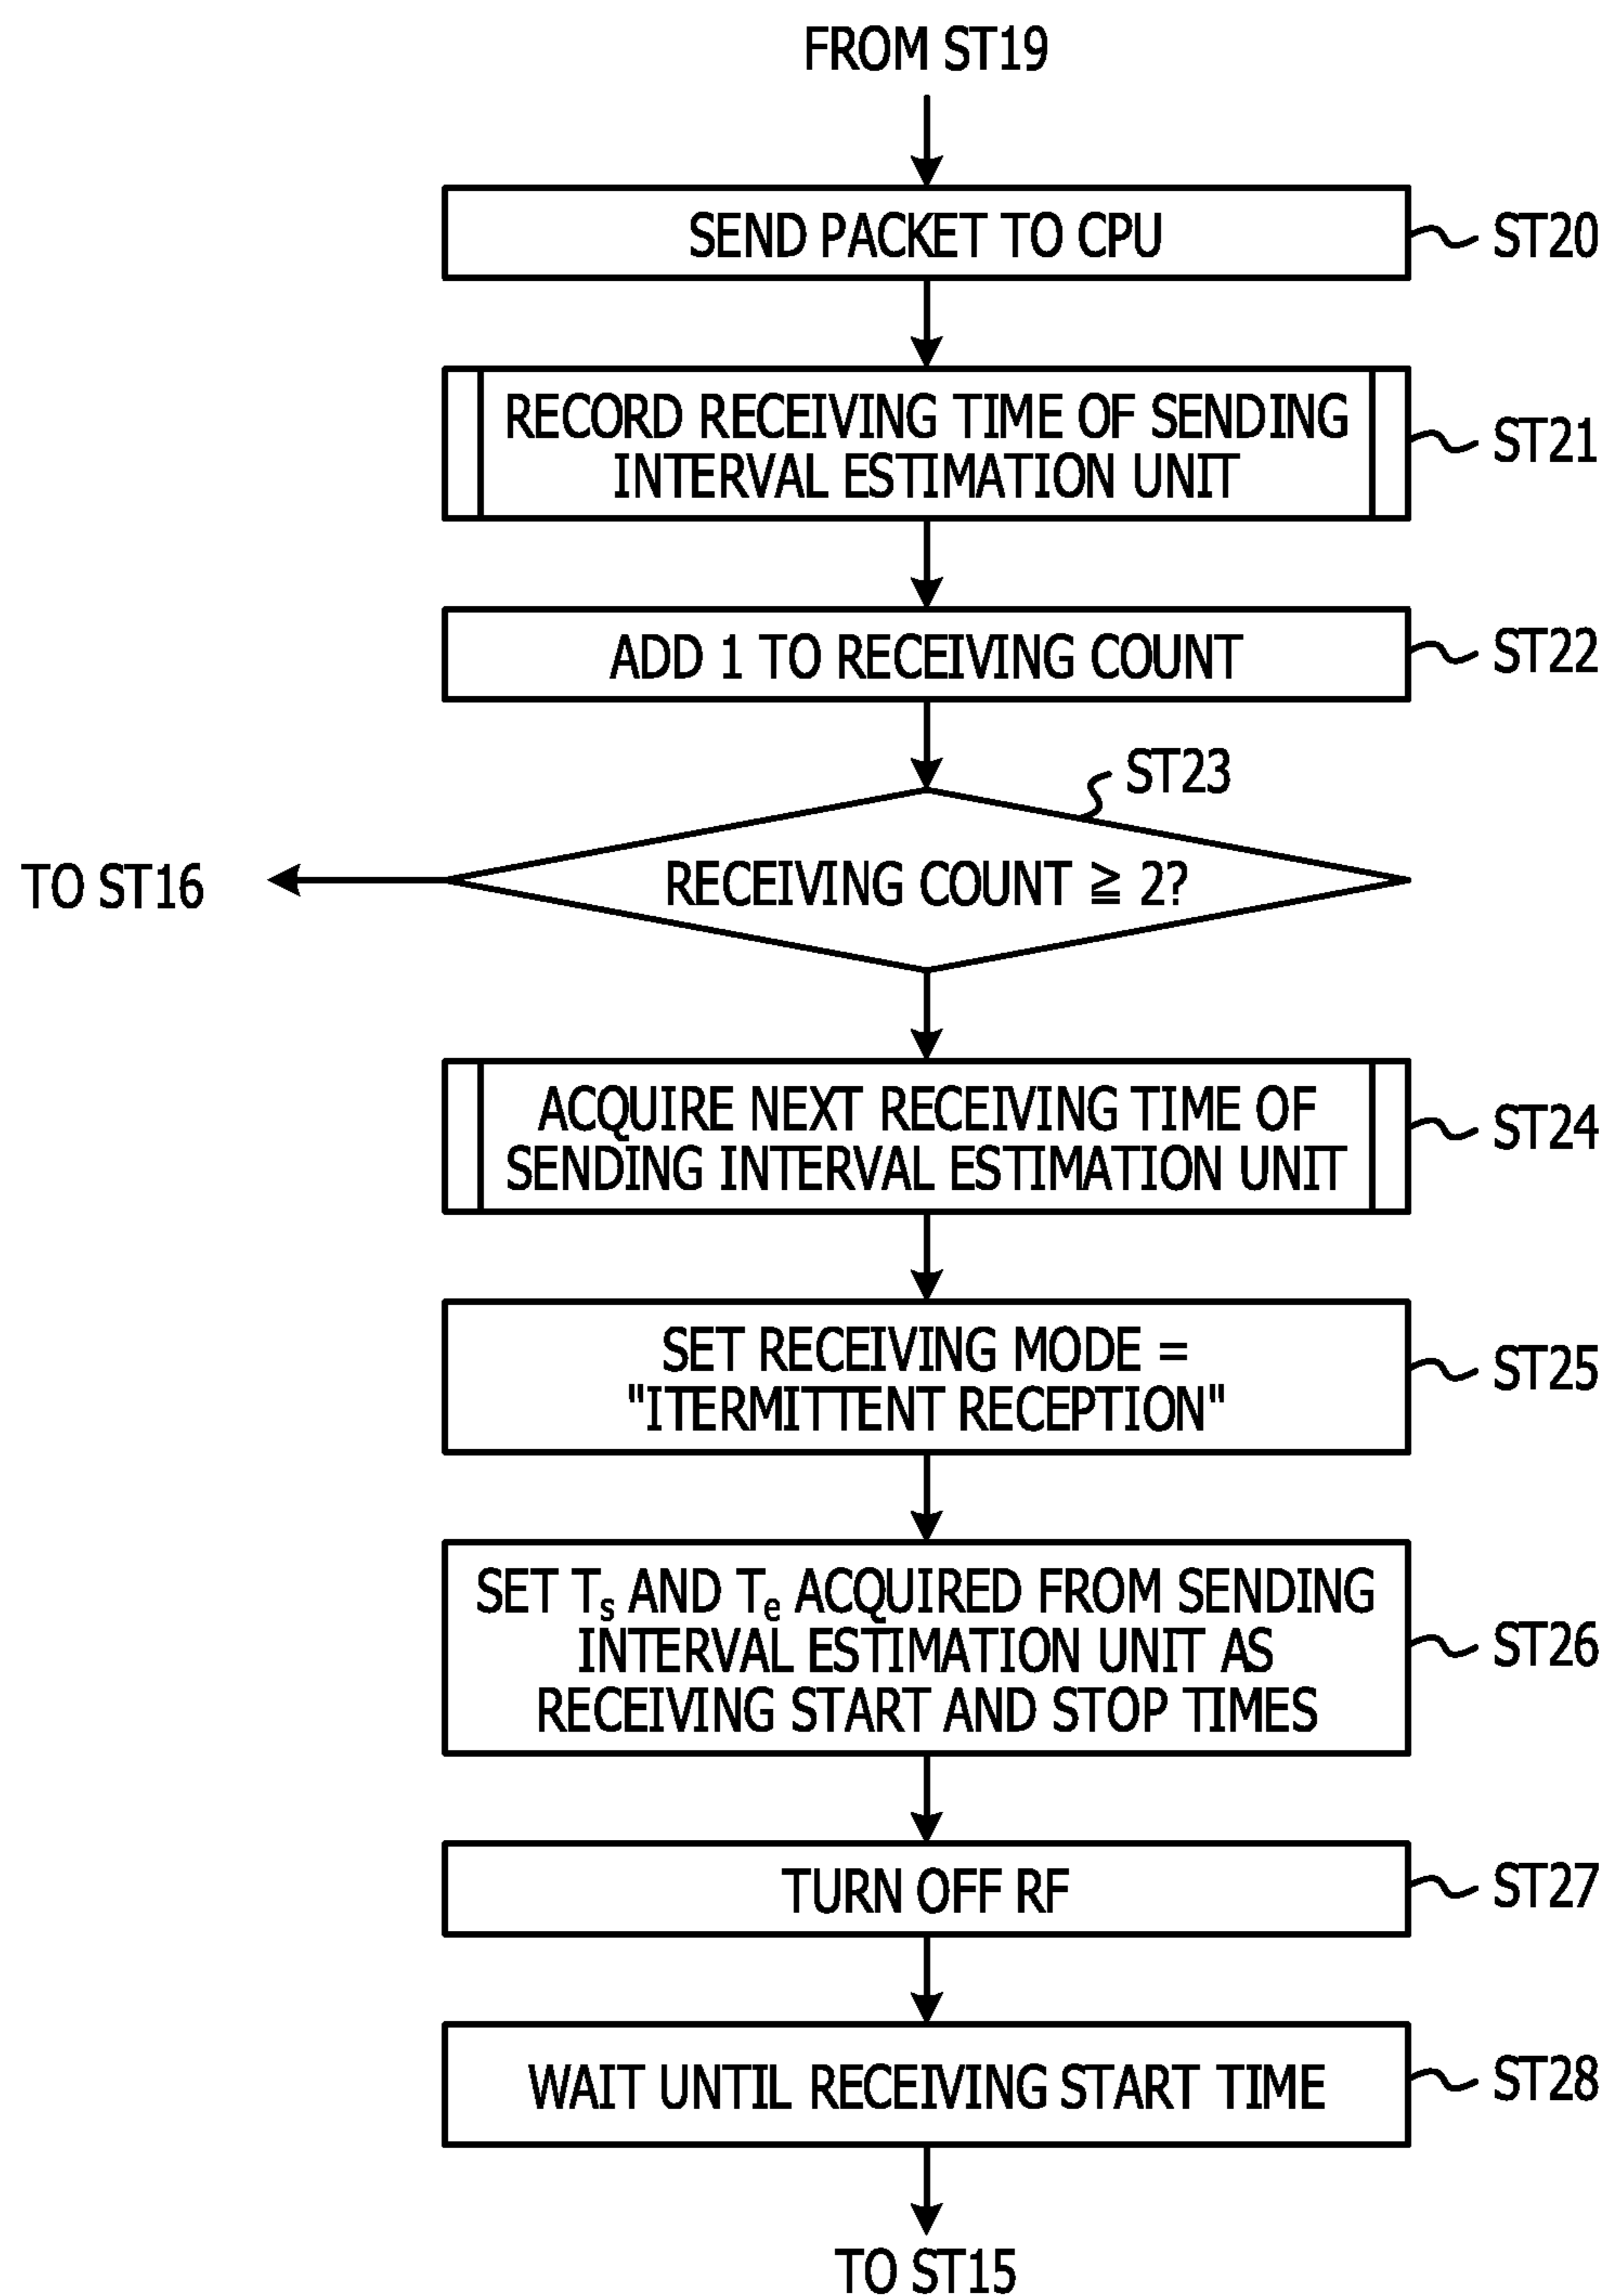 FROM ST19
SEND PACKET TO CPU
ST20
RECORD RECEIVING TIME OF SENDING
INTERVAL ESTIMATION UNIT
ST21
ADD 1 TO RECEIVING COUNT
ST22
ST23
TO ST16
RECEIVING COUNT ≧ 2?
ACQUIRE NEXT RECEIVING TIME OF
SENDING INTERVAL ESTIMATION UNIT
ST24
SET RECEIVING MODE =
"ITERMITTENT RECEPTION"
ST25
SET Ts AND Te ACQUIRED FROM SENDING
INTERVAL ESTIMATION UNIT AS
RECEIVING START AND STOP TIMES
ST26
TURN OFF RF
ST27
WAIT UNTIL RECEIVING START TIME
ST28
TO ST15